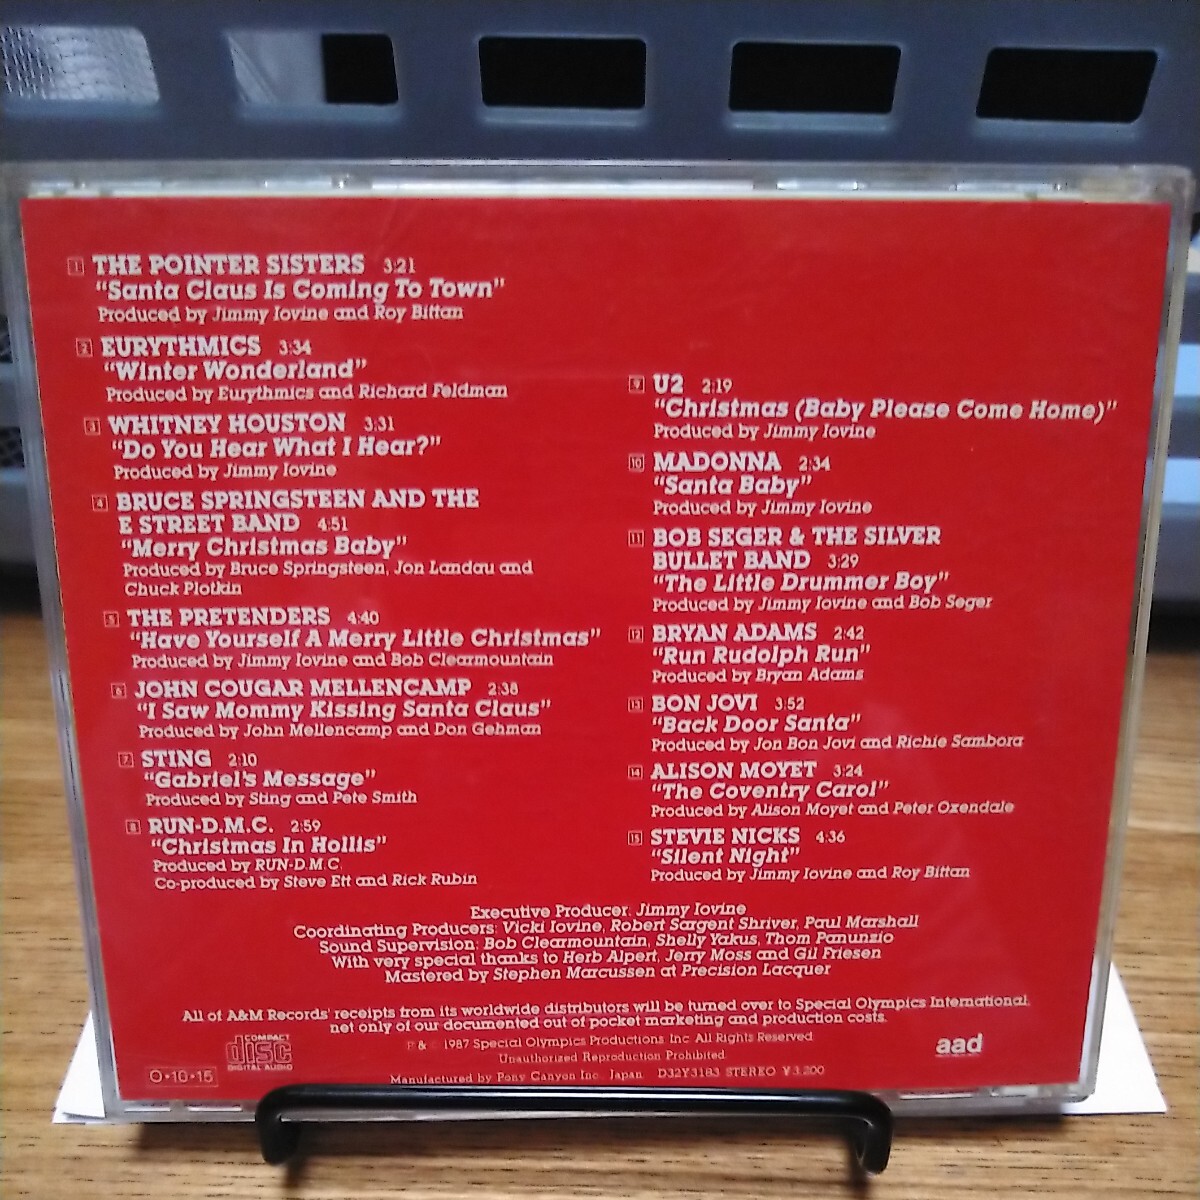 1 THE POINTER SISTERS 3:21
"Santa Claus Is Coming To Town"
Produced by Jimmy Iovine and Roy Bittan
2 EURYTHMICS 3:34
"Winter Wonderland"
Produced by Eurythmics and Richard Feldman
3 WHITNEY HOUSTON 3:31
"Do You Hear What I Hear?"
Produced by Jimmy Iovine
4 BRUCE SPRINGSTEEN AND THE
E STREET BAND 4:51
"Merry Christmas Baby"
Produced by Bruce Springsteen, Jon Landau and
Chuck Plotkin
5 THE PRETENDERS 4:40
"Have Yourself A Merry Little Christmas"
Produced by Jimmy Iovine and Bob Clearmountain
6 JOHN COUGAR MELLENCAMP 2:38
"I Saw Mommy Kissing Santa Claus"
Produced by John Mellencamp and Don Gehman
7 STING 2:10
"Gabriel's Message"
Produced by Sting and Pete Smith
8 RUN-D.M.C. 2:59
"Christmas In Hollis"
Produced by RUN-D.M.C.
Co-produced by Steve Ett and Rick Rubin
9 U2 2:19
"Christmas (Baby Please Come Home)"
Produced by Jimmy Iovine
10 MADONNA 2:34
"Santa Baby"
Produced by Jimmy Iovine
11 BOB SEGER & THE SILVER
BULLET BAND 3:29
"The Little Drummer Boy"
Produced by Jimmy Iovine and Bob Seger
12 BRYAN ADAMS 2:42
"Run Rudolph Run"
Produced by Bryan Adams
13 BON JOVI 3:52
"Back Door Santa"
Produced by Jon Bon Jovi and Richie Sambora
14 ALISON MOYET 3:24
"The Coventry Carol"
Produced by Alison Moyet and Peter Oxendale
15 STEVIE NICKS 4:36
"Silent Night"
Produced by Jimmy Iovine and Roy Bittan
Executive Producer: Jimmy Iovine
Coordinating Producers: Vicki Iovine, Robert Sargent Shriver, Paul Marshall
Sound Supervision: Bob Clearmountain, Shelly Yakus, Thom Panunzio
With very special thanks to Herb Alpert, Jerry Moss and Gil Friesen
Mastered by Stephen Marcussen at Precision Lacquer
All of A&M Records' receipts from its worldwide distributors will be turned over to Special Olympics International,
net only of our documented out of pocket marketing and production costs.
℗ & © 1987 Special Olympics Productions, Inc. All Rights Reserved
Unauthorized Reproduction Prohibited.
Manufactured by Pony Canyon Inc. Japan D32Y3183 STEREO ¥3,200
COMPACT
disc
DIGITAL AUDIO
O•10•15
aad